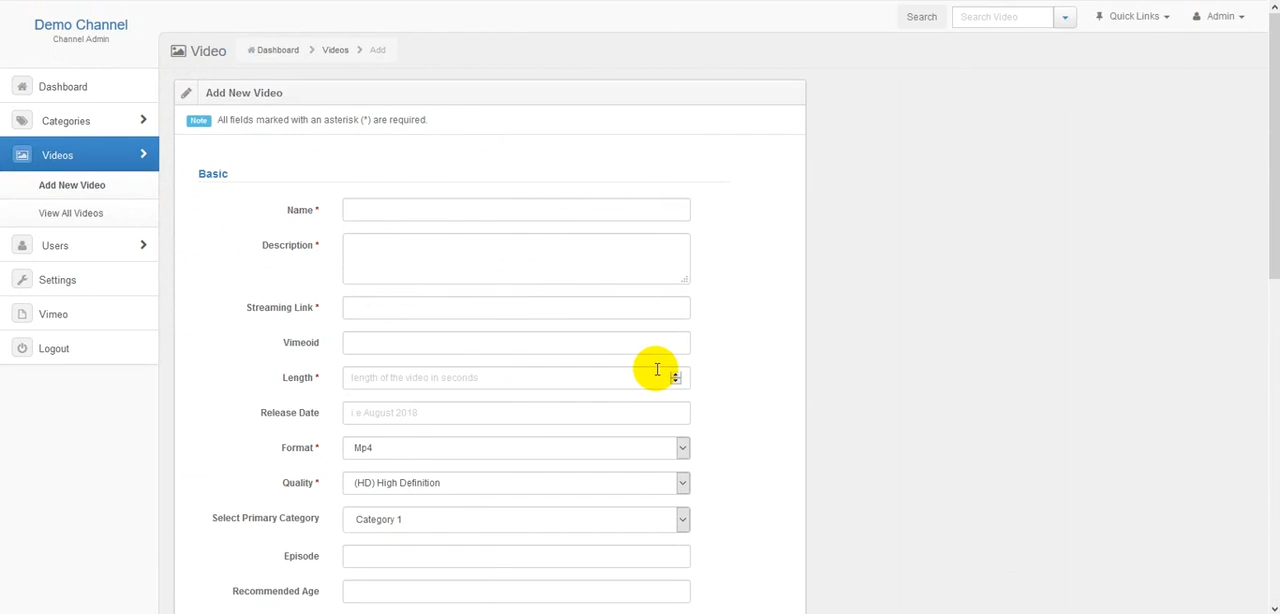 Demo Channel
Channel Admin
Search
Search Video
Quick Links
Admin
Video
Dashboard
Videos
Add
Dashboard
Categories
Videos
Add New Video
View All Videos
Users
Settings
Vimeo
Logout
Add New Video
Note All fields marked with an asterisk (*) are required.
Basic
Name *
Description *
Streaming Link *
Vimeoid
Length * length of the video in seconds
Release Date i.e August 2018
Format * Mp4
Quality * (HD) High Definition
Select Primary Category Category 1
Episode
Recommended Age